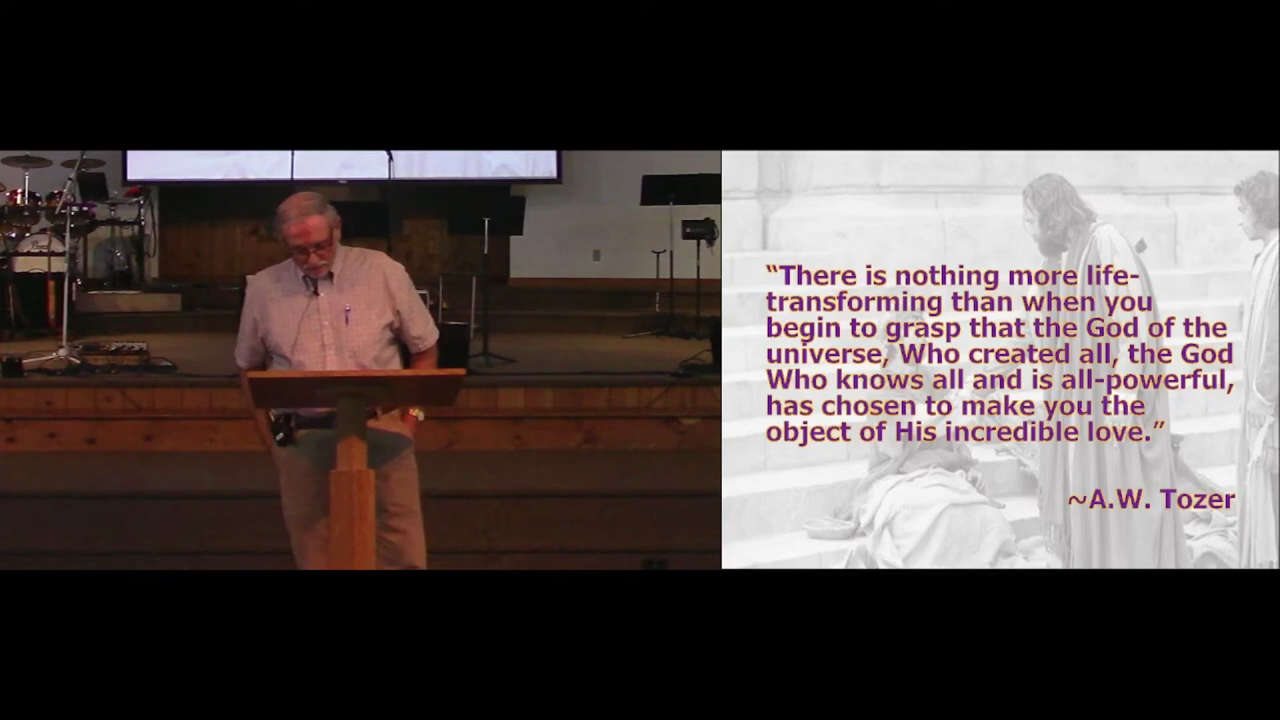 “There is nothing more life-
transforming than when you
begin to grasp that the God of the
universe, Who created all, the God
Who knows all and is all-powerful,
has chosen to make you the
object of His incredible love.”
~A.W. Tozer